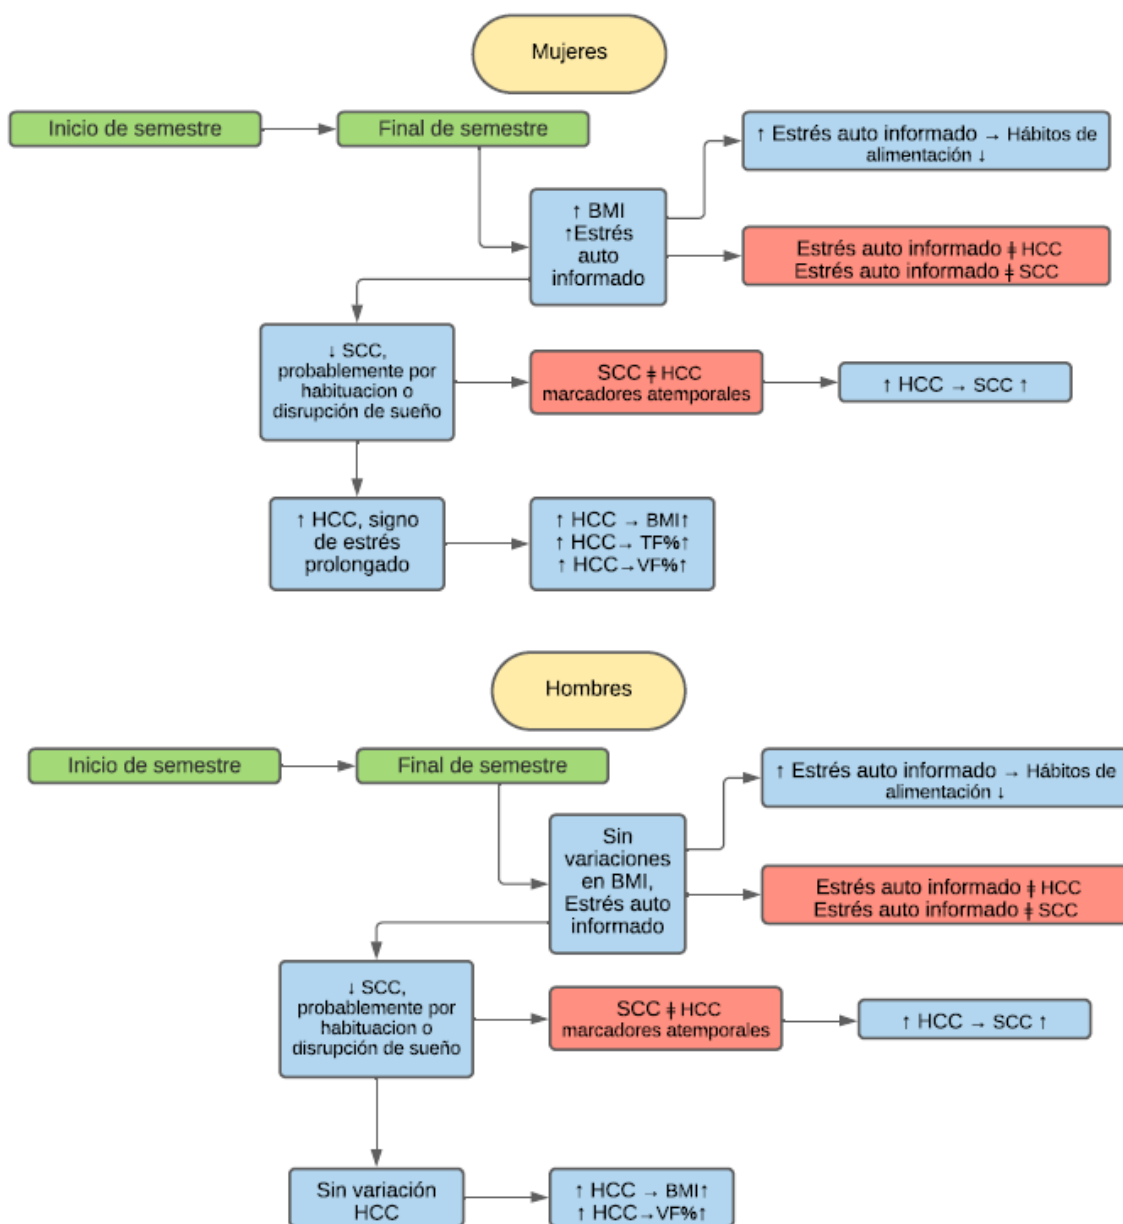 Mujeres
Inicio de semestre
Final de semestre
↑ Estrés auto informado → Hábitos de
alimentación ↓
↑ BMI
↑Estrés
auto
informado
Estrés auto informado ǂ HCC
Estrés auto informado ǂ SCC
↓ SCC,
probablemente por
habituacion o
disrupción de sueño
SCC ǂ HCC
marcadores atemporales
↑ HCC → SCC ↑
↑ HCC, signo
de estrés
prolongado
↑ HCC → BMI↑
↑ HCC→ TF%↑
↑ HCC→VF%↑
Hombres
Inicio de semestre
Final de semestre
↑ Estrés auto informado → Hábitos de
alimentación ↓
Sin
variaciones
en BMI,
Estrés auto
informado
Estrés auto informado ǂ HCC
Estrés auto informado ǂ SCC
↓ SCC,
probablemente por
habituacion o
disrupción de sueño
SCC ǂ HCC
marcadores atemporales
↑ HCC → SCC ↑
Sin variación
HCC
↑ HCC → BMI↑
↑ HCC→VF%↑